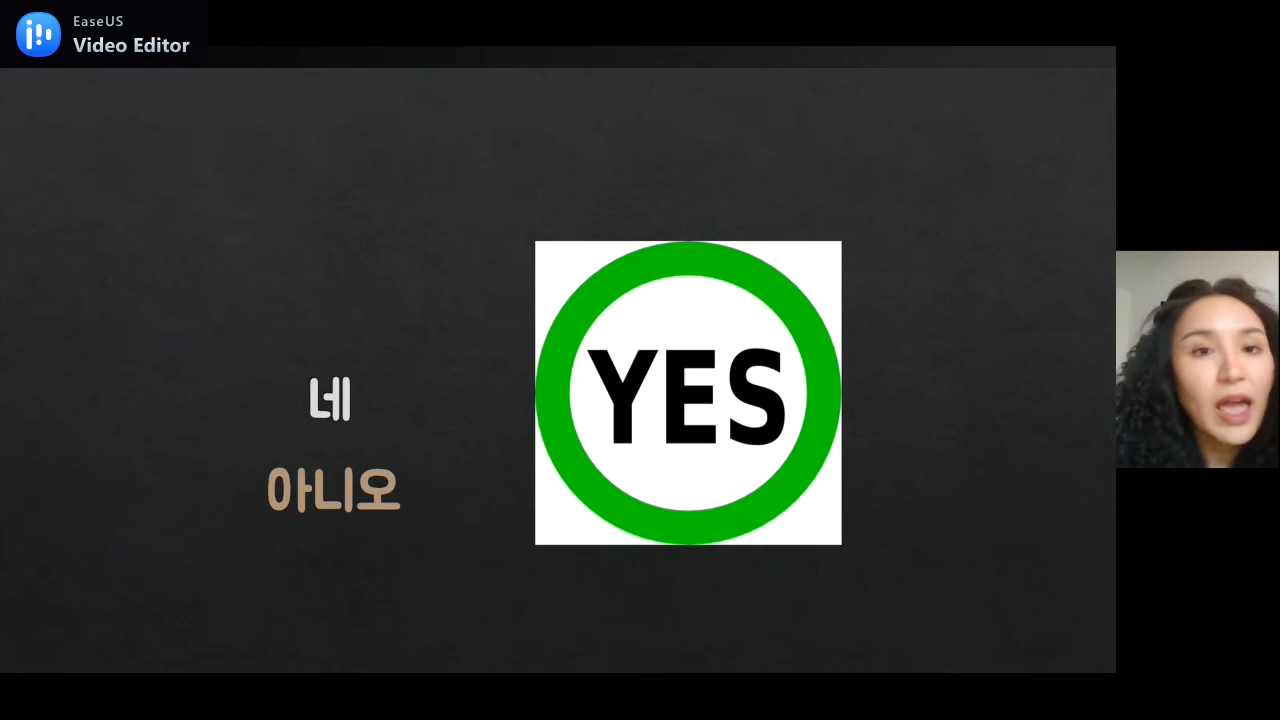 EaseUS
Video Editor
네
아니오
YES